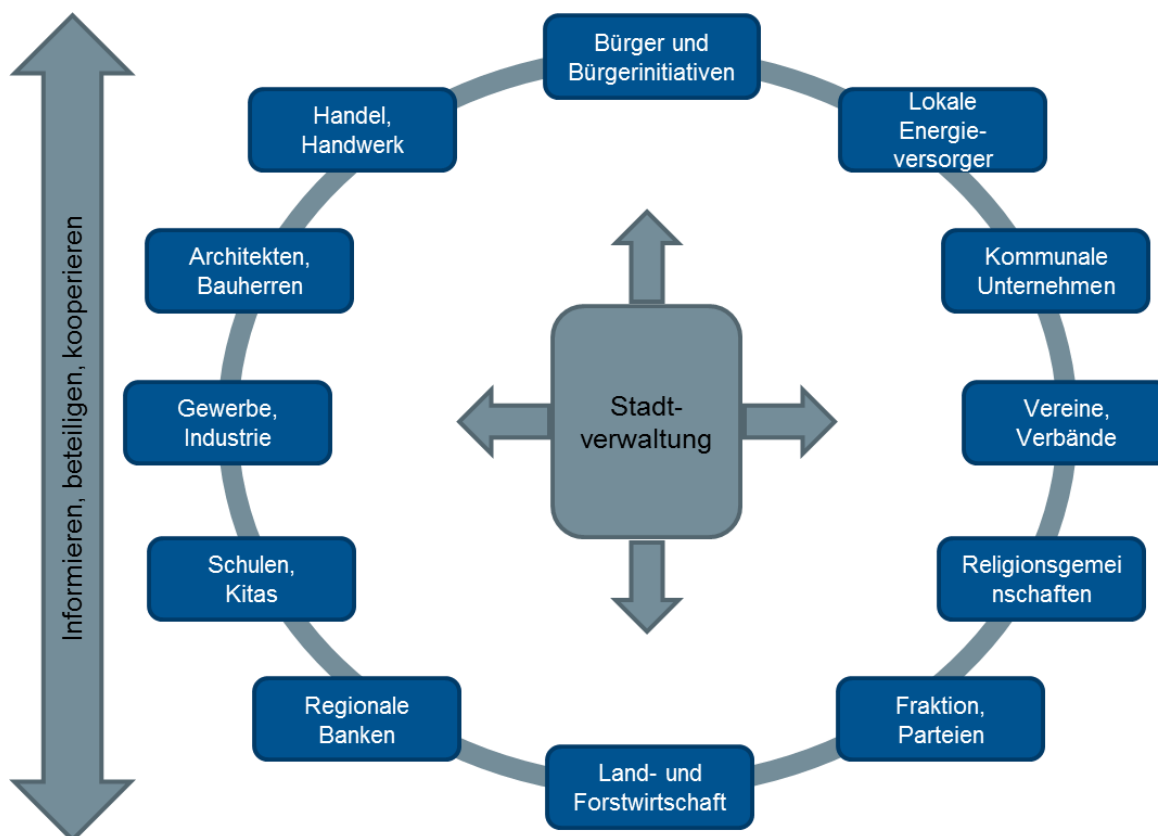 Bürger und
Bürgerinitiativen
Lokale
Energie-
versorger
Kommunale
Unternehmen
Vereine,
Verbände
Religionsgemei
nschaften
Fraktion,
Parteien
Land- und
Forstwirtschaft
Regionale
Banken
Schulen,
Kitas
Gewerbe,
Industrie
Architekten,
Bauherren
Handel,
Handwerk
Stadt-
verwaltung
Informieren, beteiligen, kooperieren